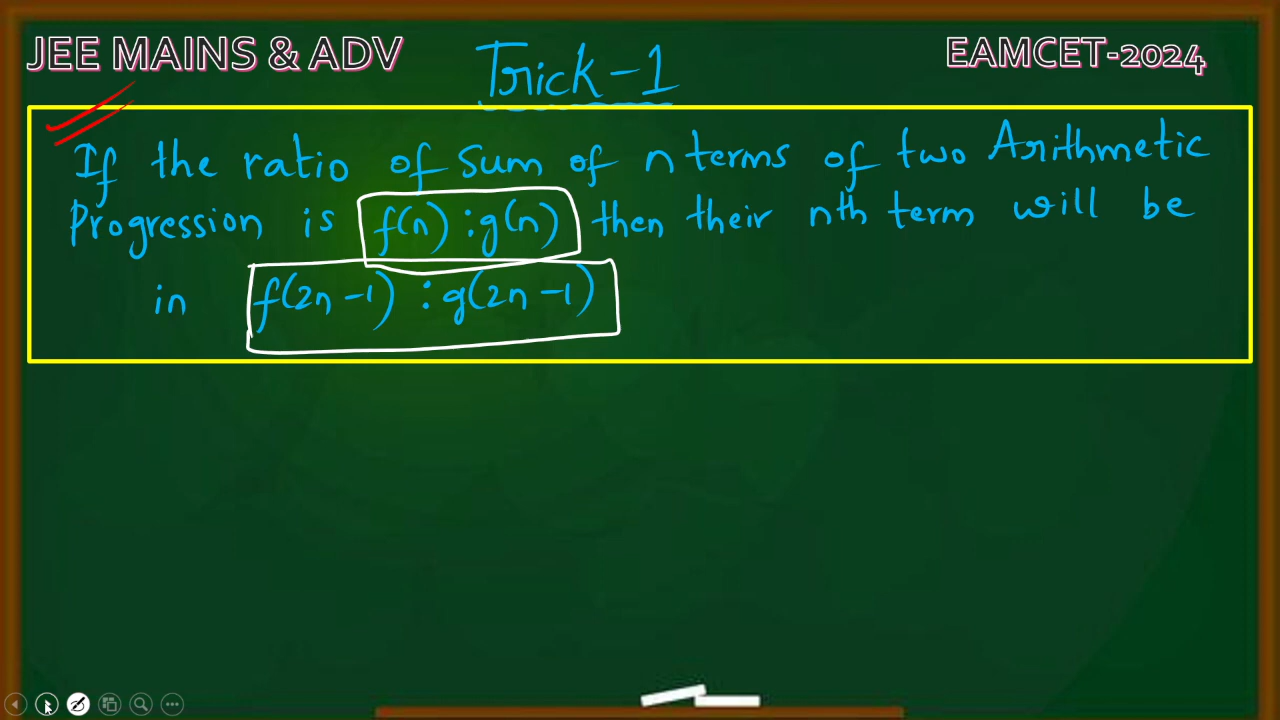 JEE MAINS & ADV
Trick-1
EAMCET-2024
If the ratio of sum of n terms of two Arithmetic
Progression is f(n) : g(n) then their nth term will be
in f(2n-1) : g(2n-1)